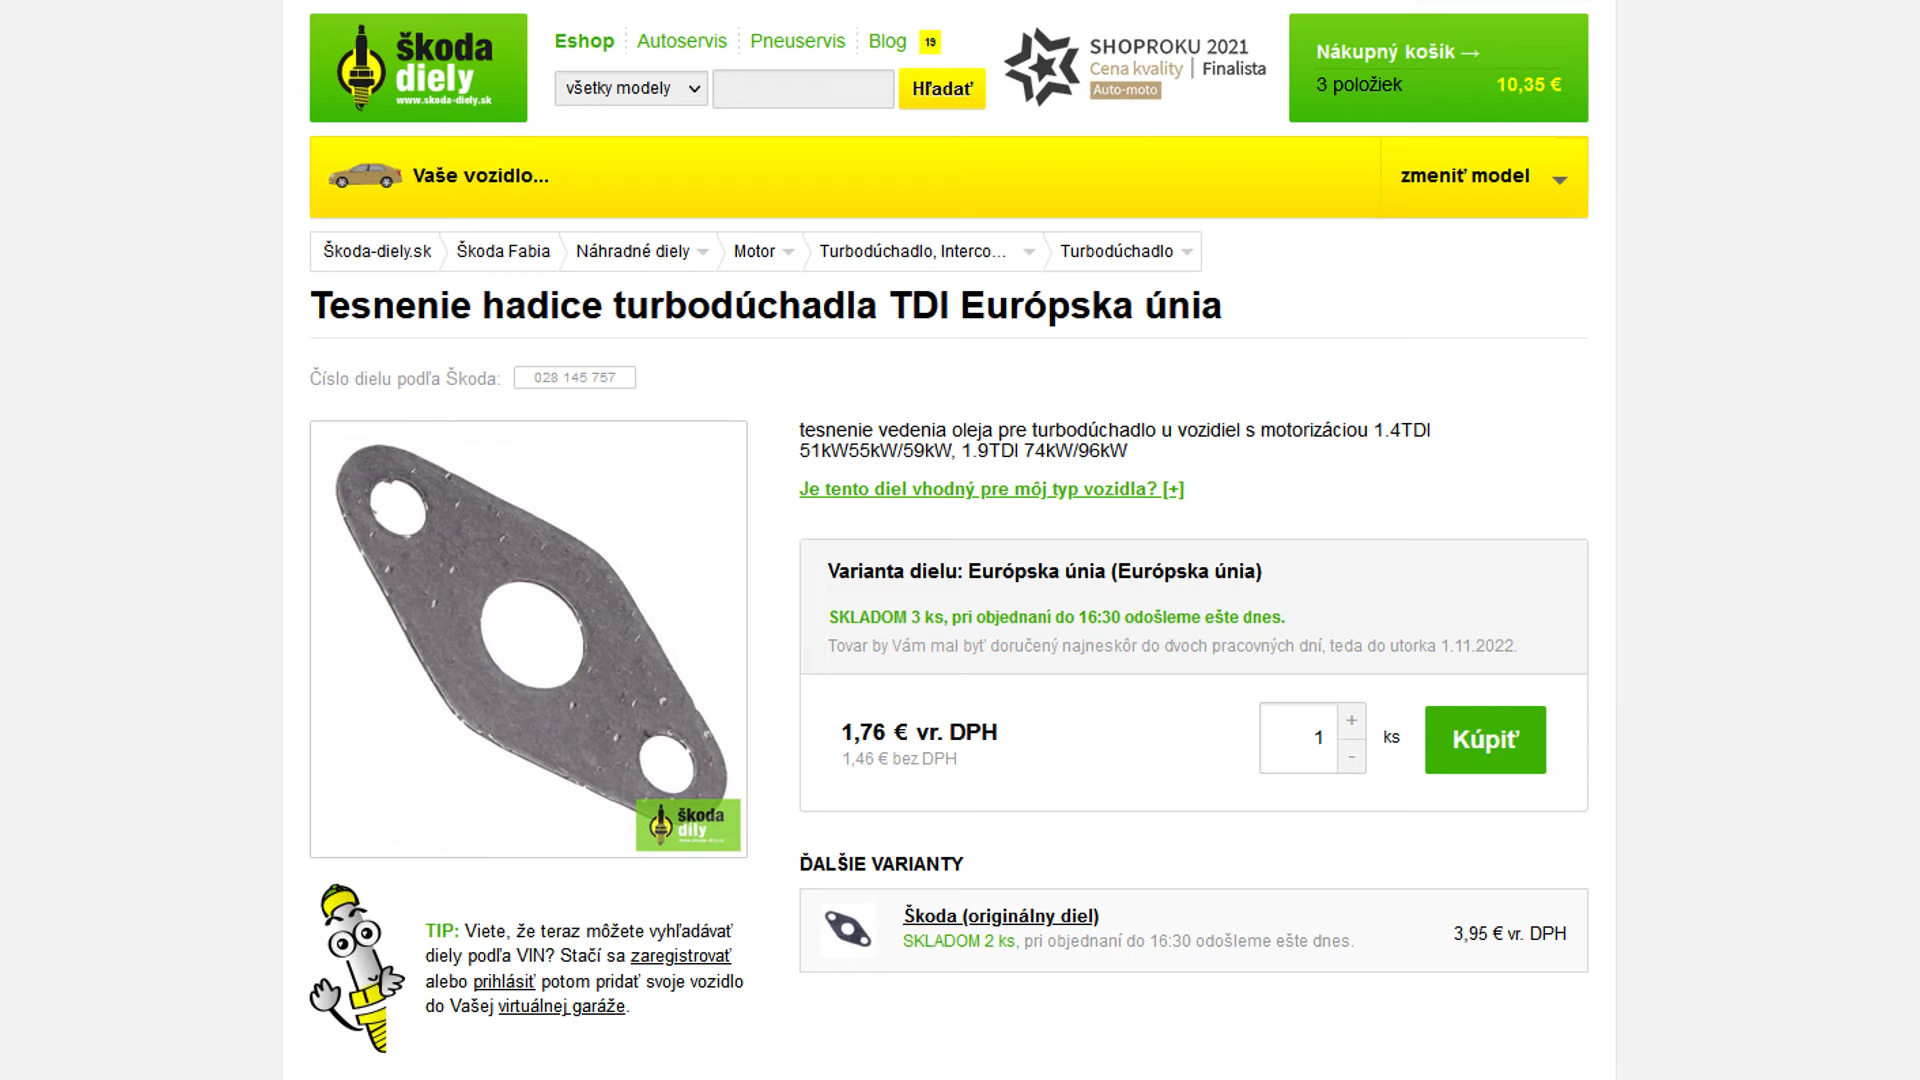 škoda
diely
www.skoda-diely.sk
Eshop Autoservis Pneuservis Blog 19
všetky modely Hľadať
SHOPROKU 2021
Cena kvality | Finalista
Auto-moto
Nákupný košík →
3 položiek 10,35 €
Vaše vozidlo... zmeniť model
Škoda-diely.sk Škoda Fabia Náhradné diely Motor Turbodúchadlo, Interco... Turbodúchadlo
Tesnenie hadice turbodúchadla TDI Európska únia
Číslo dielu podľa Škoda: 028 145 757
tesnenie vedenia oleja pre turbodúchadlo u vozidiel s motorizáciou 1.4TDI
51kW55kW/59kW, 1.9TDI 74kW/96kW
Je tento diel vhodný pre môj typ vozidla? [+]
Varianta dielu: Európska únia (Európska únia)
SKLADOM 3 ks, pri objednaní do 16:30 odošleme ešte dnes.
Tovar by Vám mal byť doručený najneskôr do dvoch pracovných dní, teda do utorka 1.11.2022.
1,76 € vr. DPH
1,46 € bez DPH
1 + - ks Kúpiť
škoda
díly
ĎALŠIE VARIANTY
Škoda (originálny diel)
SKLADOM 2 ks, pri objednaní do 16:30 odošleme ešte dnes.
3,95 € vr. DPH
TIP: Viete, že teraz môžete vyhľadávať
diely podľa VIN? Stačí sa zaregistrovať
alebo prihlásiť potom pridať svoje vozidlo
do Vašej virtuálnej garáže.